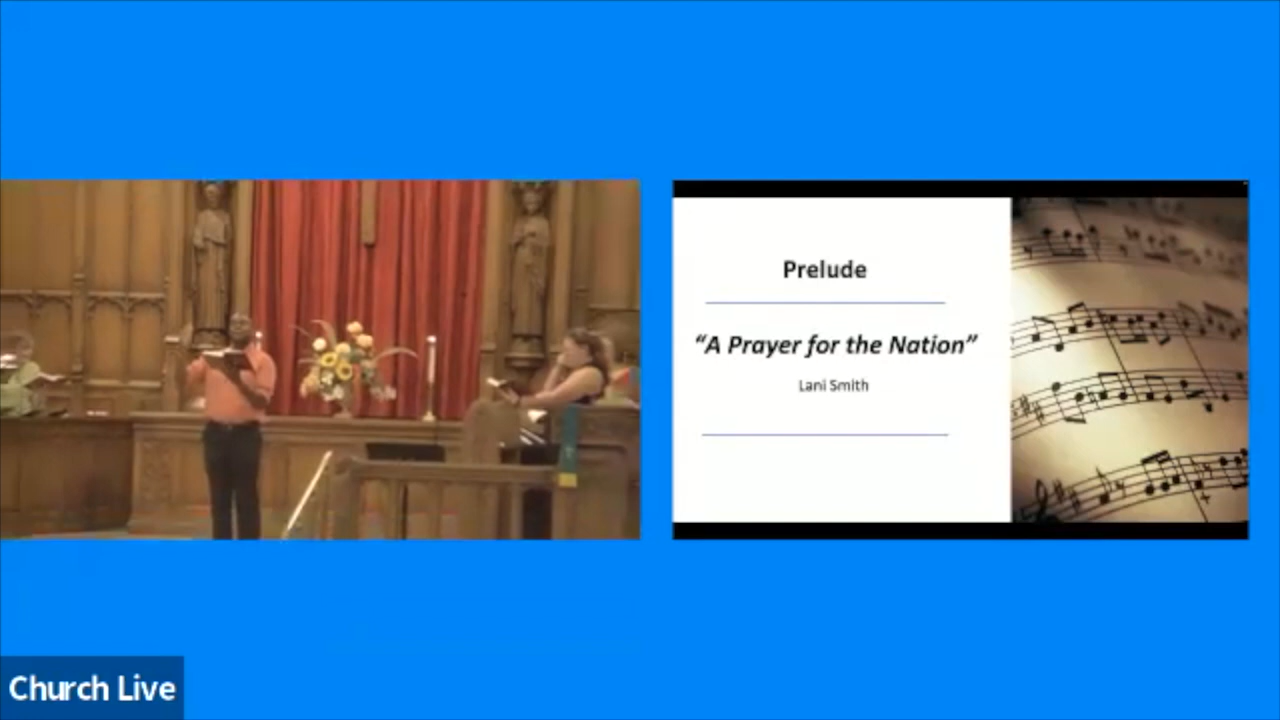 Prelude
“A Prayer for the Nation”
Lani Smith
Church Live